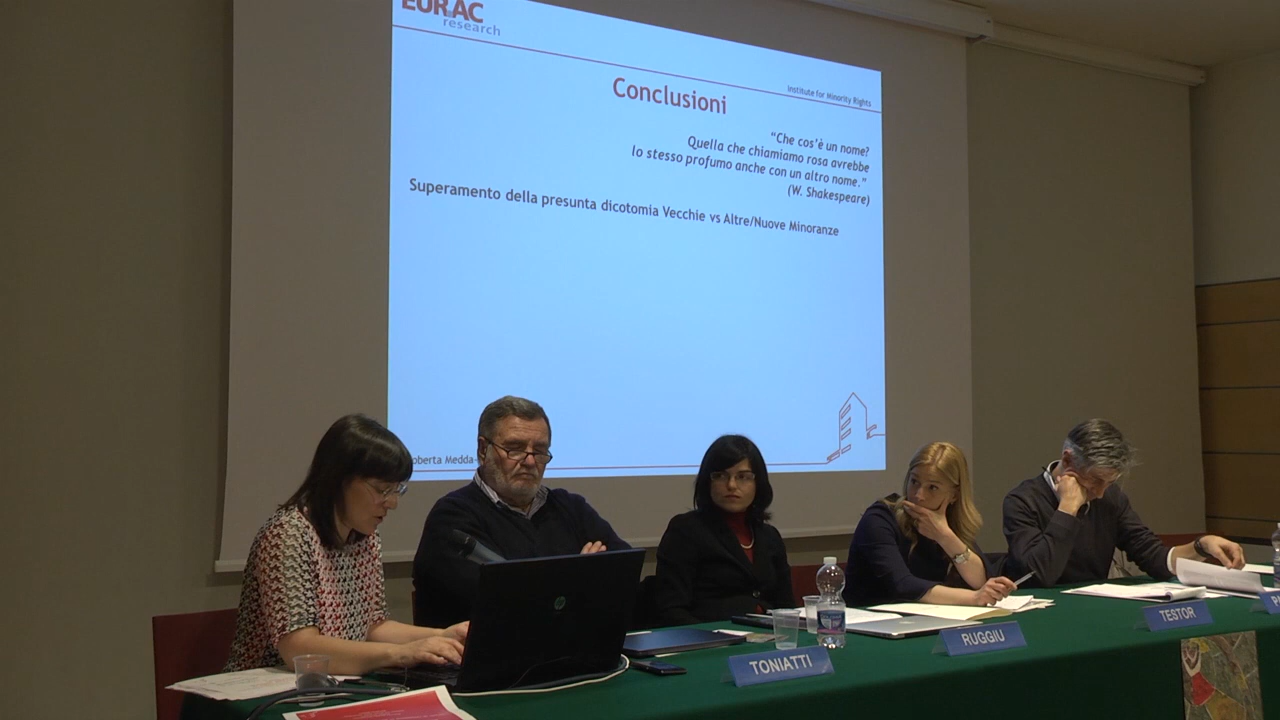 EURAC
research
Institute for Minority Rights
Conclusioni
"Che cos'è un nome?
Quella che chiamiamo rosa avrebbe
lo stesso profumo anche con un altro nome."
(W. Shakespeare)
Superamento della presunta dicotomia Vecchie vs Altre/Nuove Minoranze
Roberta Medda-
TONIATTI
RUGGIU
TESTOR